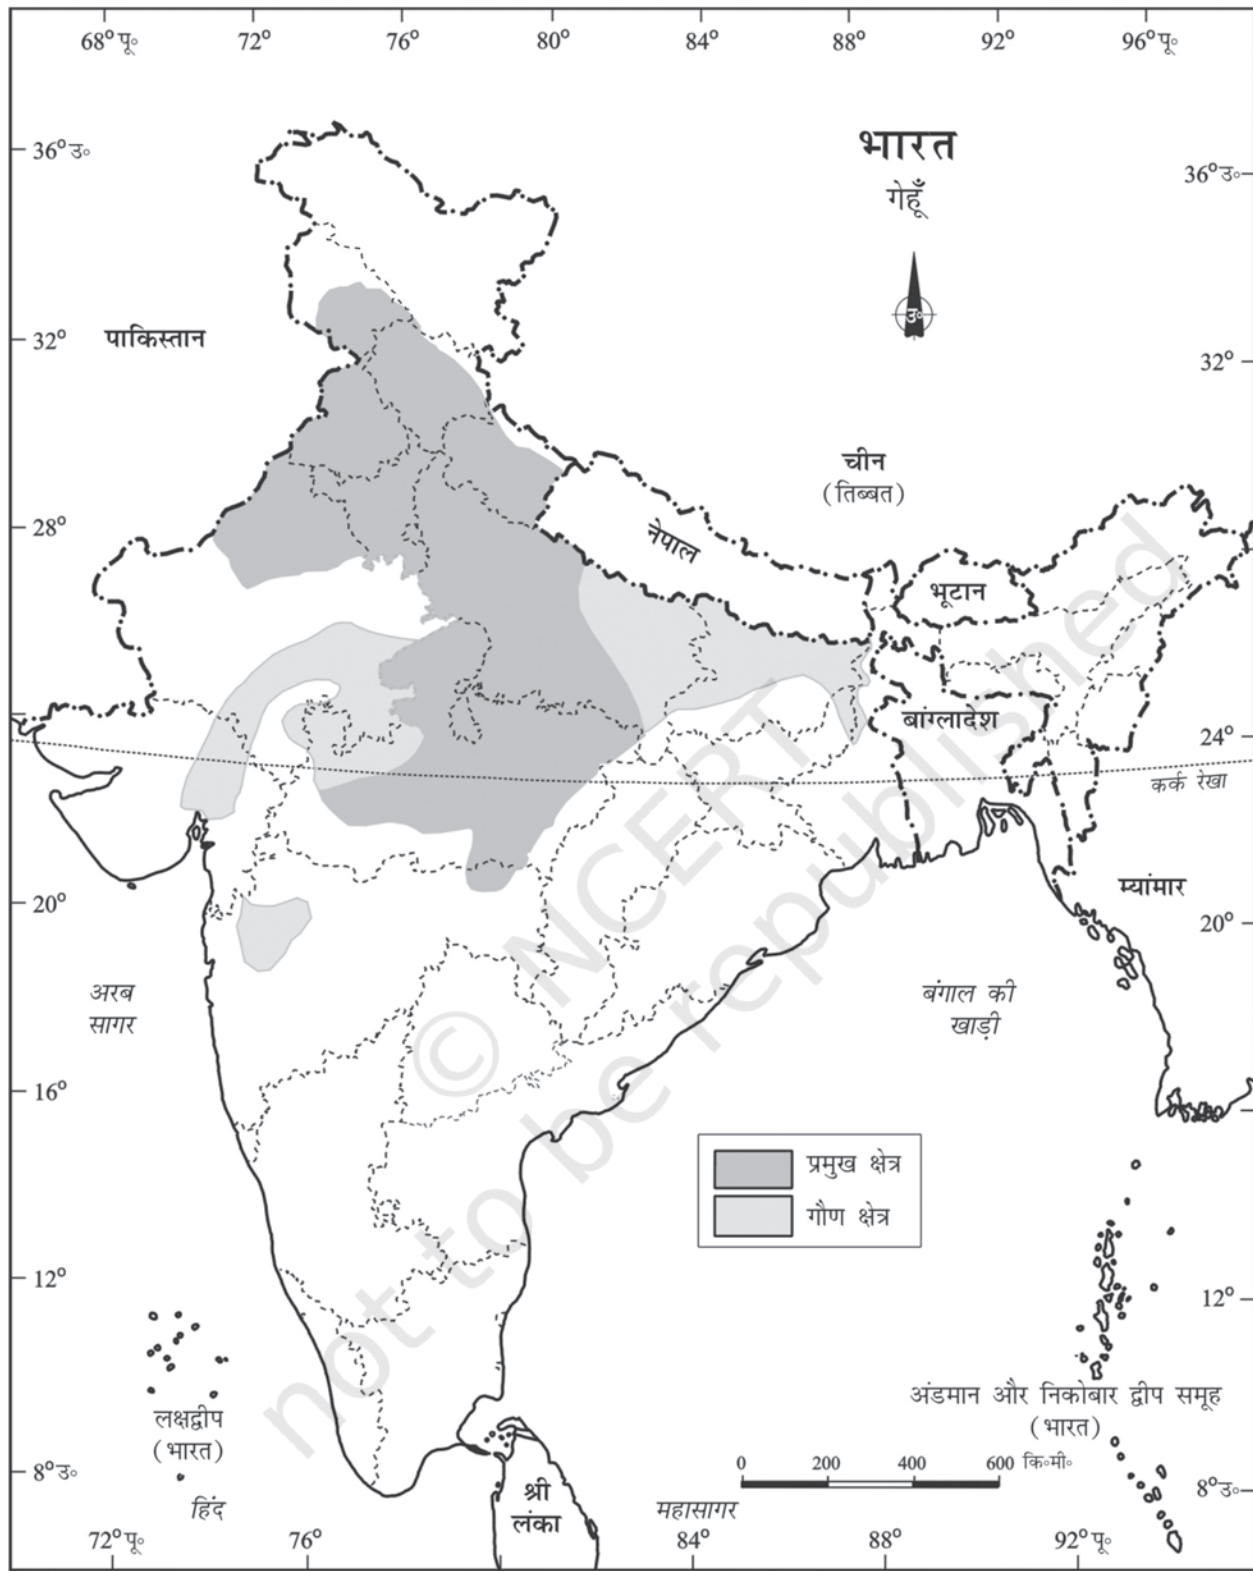 68° पू॰ 72° 76° 80° 84° 88° 92° 96° पू॰
36° उ॰
भारत
36° उ॰
गेहूँ
उ॰
पाकिस्तान
32°
32°
चीन
(तिब्बत)
28°
नेपाल
28°
भूटान
बांग्लादेश
24°
कर्क रेखा
म्यांमार
20°
20°
अरब
सागर
बंगाल की
खाड़ी
© NCERT
not to be republished
16°
प्रमुख क्षेत्र
गौण क्षेत्र
12°
12°
लक्षद्वीप
(भारत)
अंडमान और निकोबार द्वीप समूह
(भारत)
0 200 400 600 कि॰मी॰
8° उ॰
8° उ॰
श्री
लंका
हिंद
महासागर
72° पू॰ 76° 84° 88° 92° पू॰